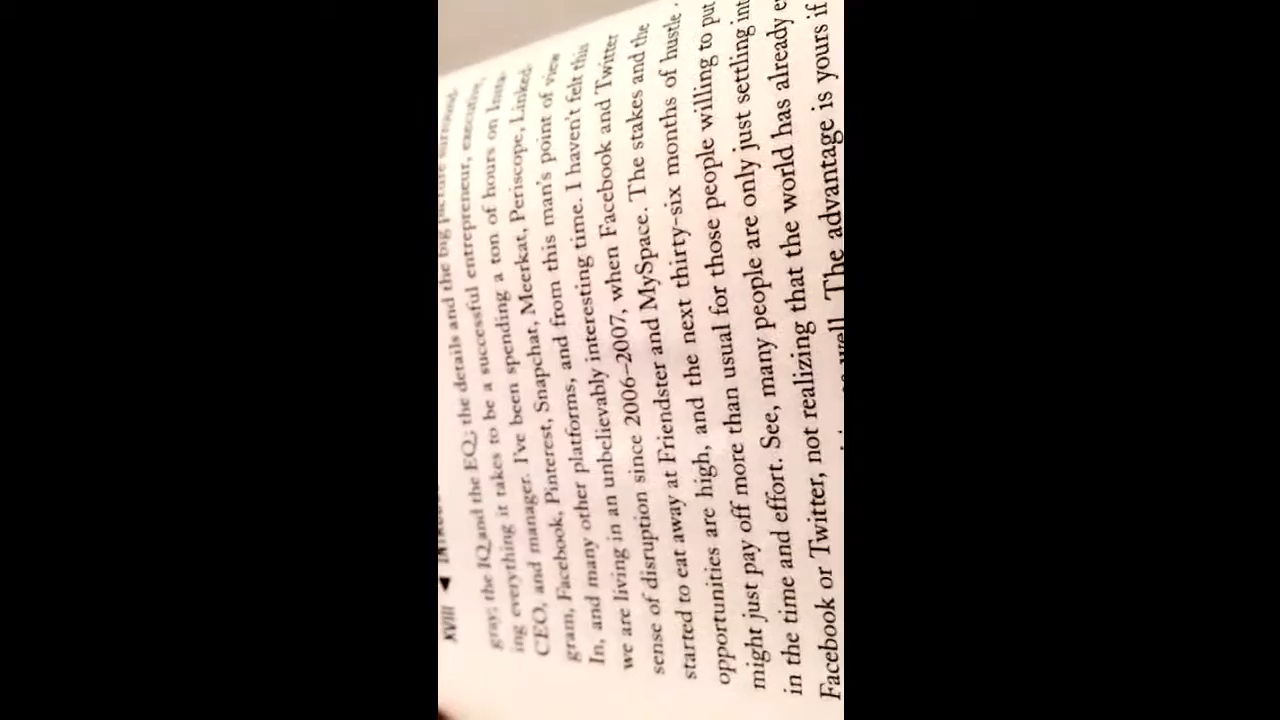 XVIII ◀ INTRODU
gray; the IQ and the EQ; the details and the big picture surround-
ing everything it takes to be a successful entrepreneur, executive,
CEO, and manager. I've been spending a ton of hours on Insta-
gram, Facebook, Pinterest, Snapchat, Meerkat, Periscope, Linked-
In, and many other platforms, and from this man's point of view
we are living in an unbelievably interesting time. I haven't felt this
sense of disruption since 2006–2007, when Facebook and Twitter
started to eat away at Friendster and MySpace. The stakes and the
opportunities are high, and the next thirty-six months of hustle
might just pay off more than usual for those people willing to put
in the time and effort. See, many people are only just settling int
Facebook or Twitter, not realizing that the world has already e
well. The advantage is yours if